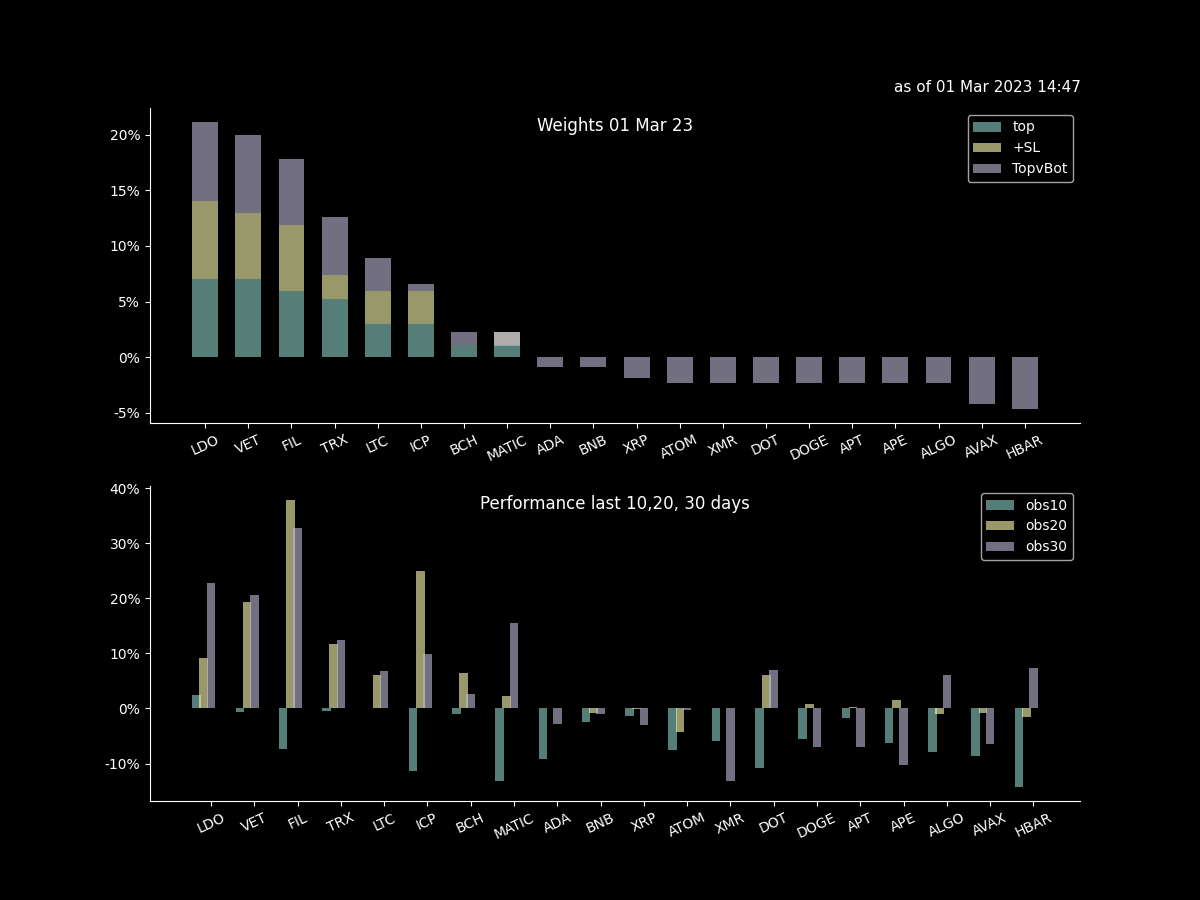 as of 01 Mar 2023 14:47
Weights 01 Mar 23
top
+SL
TopvBot
20%
15%
10%
5%
0%
-5%
LDO VET FIL TRX LTC ICP BCH MATIC ADA BNB XRP ATOM XMR DOT DOGE APT APE ALGO AVAX HBAR
Performance last 10,20, 30 days
obs10
obs20
obs30
40%
30%
20%
10%
0%
-10%
LDO VET FIL TRX LTC ICP BCH MATIC ADA BNB XRP ATOM XMR DOT DOGE APT APE ALGO AVAX HBAR